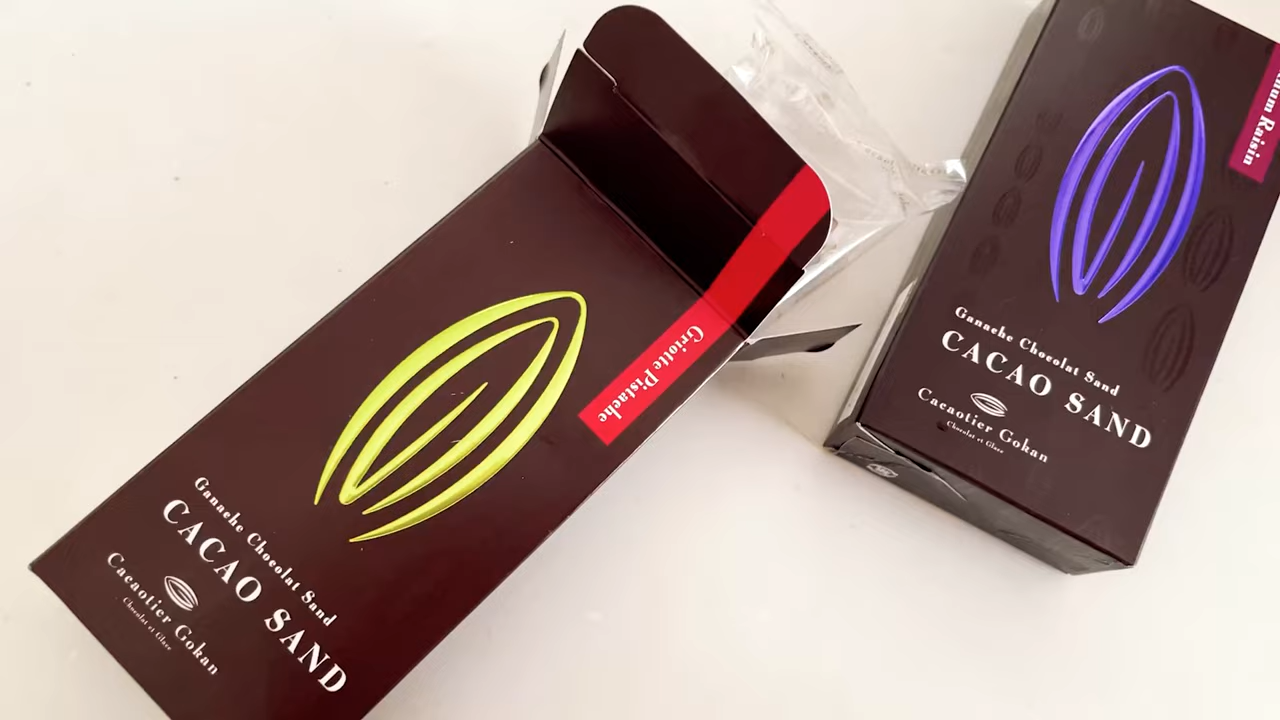 Griotte Pistache
Ganache Chocolat Sand
CACAO SAND
Cacaotier Gokan
Chocolat et Glace
Rhum Raisin
Ganache Chocolat Sand
CACAO SAND
Cacaotier Gokan
Chocolat et Glace